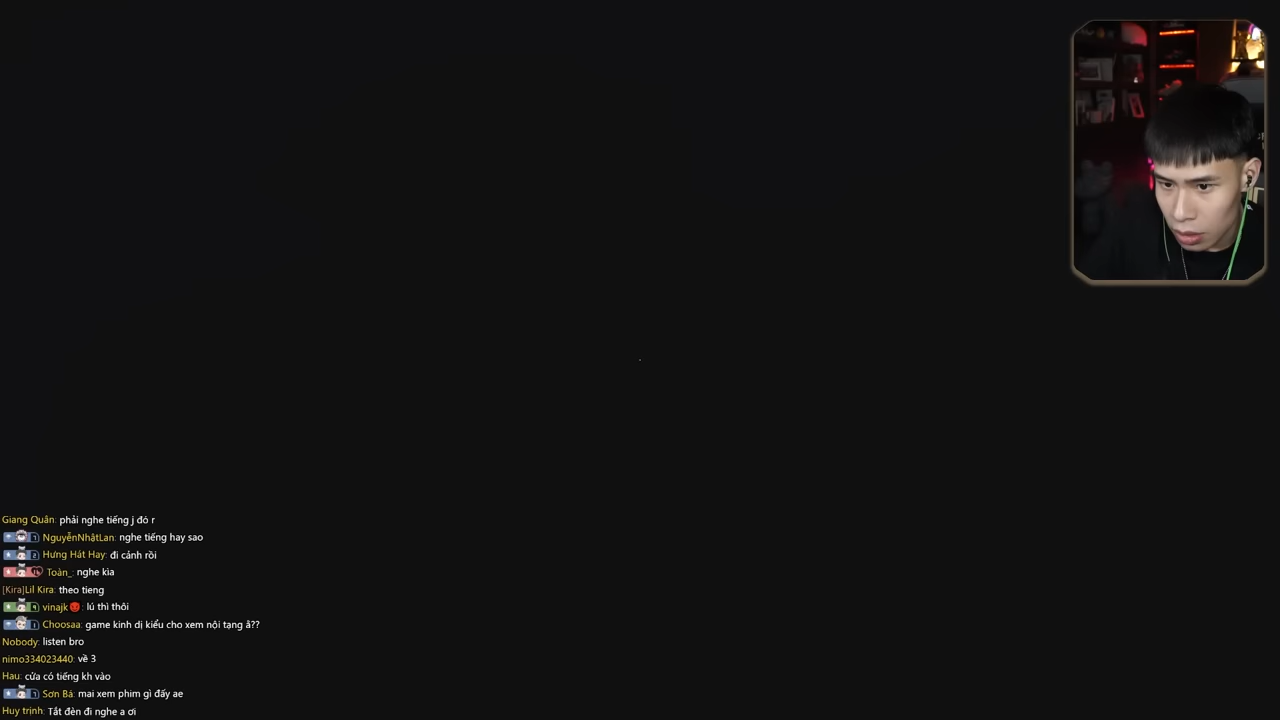 Giang Quân: phải nghe tiếng j đó r
NguyễnNhậtLan: nghe tiếng hay sao
Hưng Hát Hay: đi cảnh rồi
Toàn_: nghe kìa
[Kira]Lil Kira: theo tieng
vinajk😡: lú thì thôi
Choosaa: game kinh dị kiểu cho xem nội tạng â??
Nobody: listen bro
nimo334023440: về 3
Hau: cửa có tiếng kh vào
Sơn Bá: mai xem phim gì đấy ae
Huy trịnh: Tắt đèn đi nghe a ơi